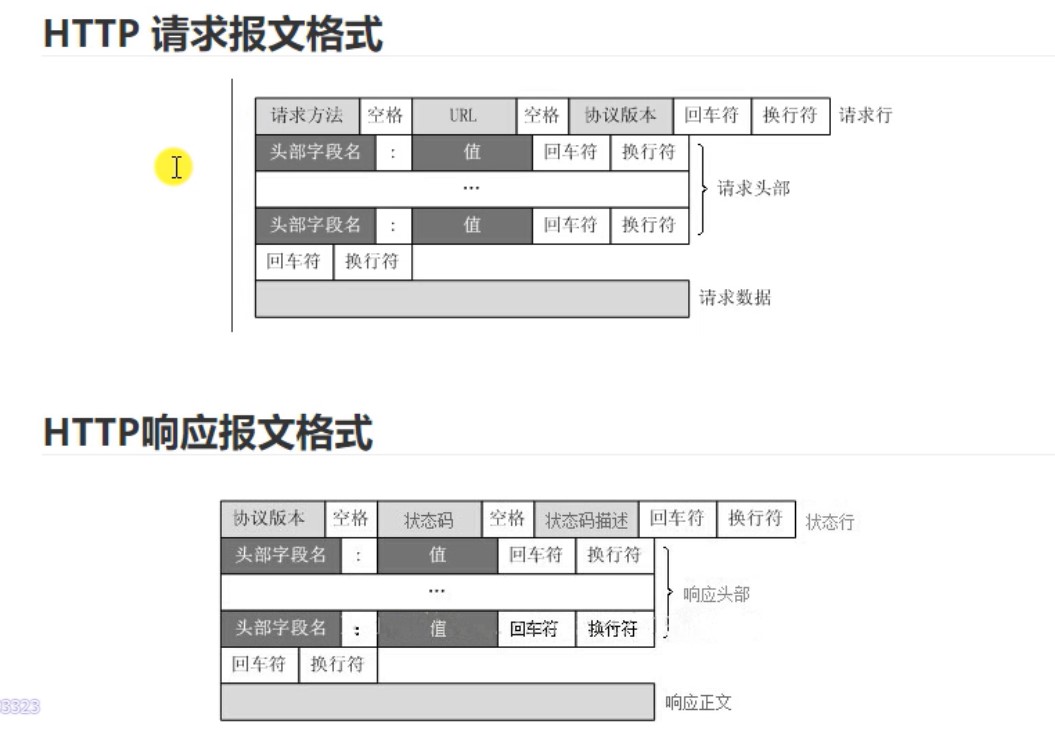 HTTP 请求报文格式
请求方法 空格 URL 空格 协议版本 回车符 换行符 请求行
头部字段名 : 值 回车符 换行符
...
请求头部
头部字段名 : 值 回车符 换行符
回车符 换行符
请求数据
HTTP响应报文格式
协议版本 空格 状态码 空格 状态码描述 回车符 换行符 状态行
头部字段名 : 值 回车符 换行符
...
响应头部
头部字段名 : 值 回车符 换行符
回车符 换行符
响应正文
3323